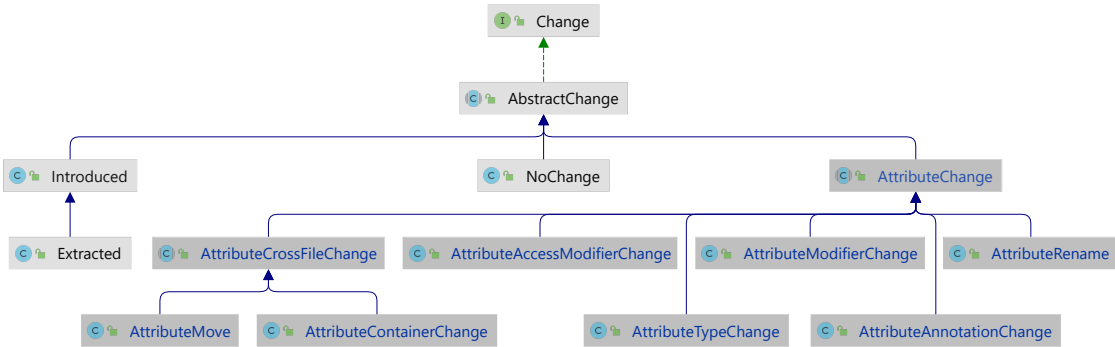 Change
AbstractChange
Introduced
NoChange
AttributeChange
Extracted
AttributeCrossFileChange
AttributeAccessModifierChange
AttributeModifierChange
AttributeRename
AttributeMove
AttributeContainerChange
AttributeTypeChange
AttributeAnnotationChange